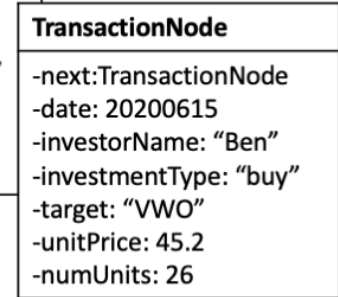 TransactionNode
-next:TransactionNode
-date: 20200615
-investorName: “Ben”
-investmentType: “buy”
-target: “VWO”
-unitPrice: 45.2
-numUnits: 26